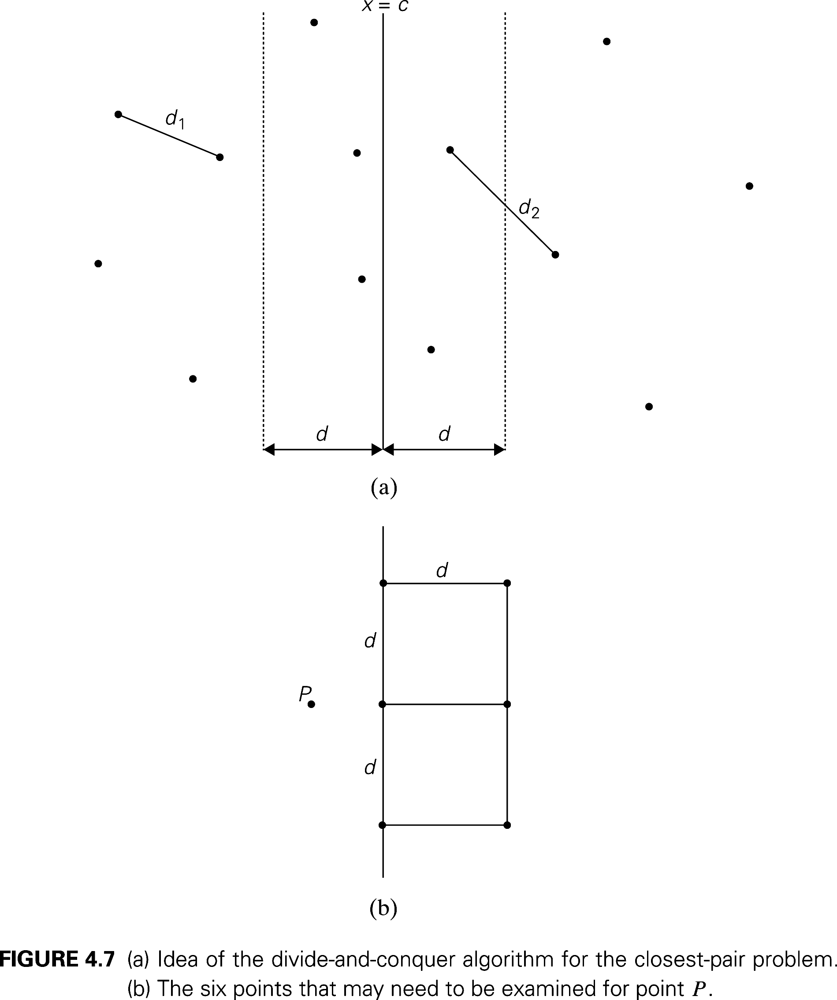 x = c
d1
d2
d d
(a)
d
d
P
d
(b)
FIGURE 4.7 (a) Idea of the divide-and-conquer algorithm for the closest-pair problem.
(b) The six points that may need to be examined for point P.